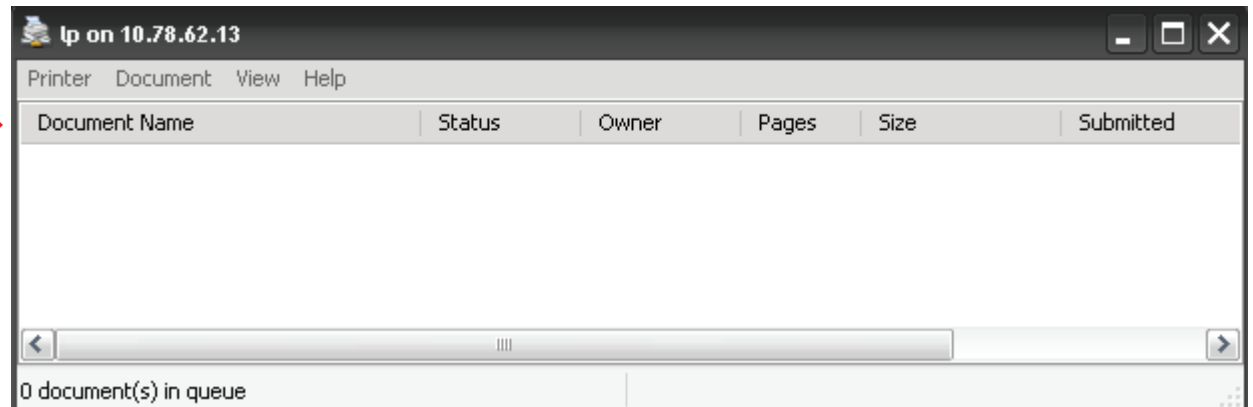 lp on 10.78.62.13
Printer Document View Help
Document Name Status Owner Pages Size Submitted
0 document(s) in queue